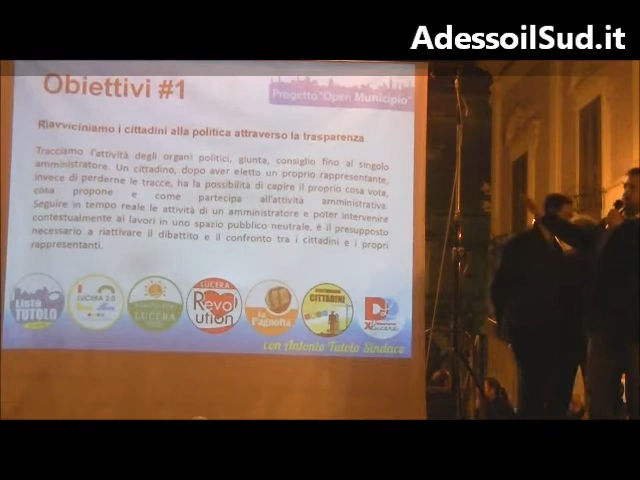 AdessoilSud.it
Obiettivi #1
Progetto "Open Municipio"
Riavviciniamo i cittadini alla politica attraverso la trasparenza
Tracciamo l'attività degli organi politici, giunta, consiglio fino al singolo
amministratore. Un cittadino, dopo aver eletto un proprio rappresentante,
invece di perderne le tracce, ha la possibilità di capire il proprio cosa vota,
cosa propone e come partecipa all'attività amministrativa.
Seguire in tempo reale le attività di un amministratore e poter intervenire
contestualmente ai lavori in uno spazio pubblico neutrale, è il presupposto
necessario a riattivare il dibattito e il confronto tra i cittadini e i propri
rappresentanti.
Lista
TUTOLO
LUCERA 2.0
LUCERA
LUCERA
Revol
ution
la Pagnotta
CITTADINI
con Antonio Tutolo Sindaco